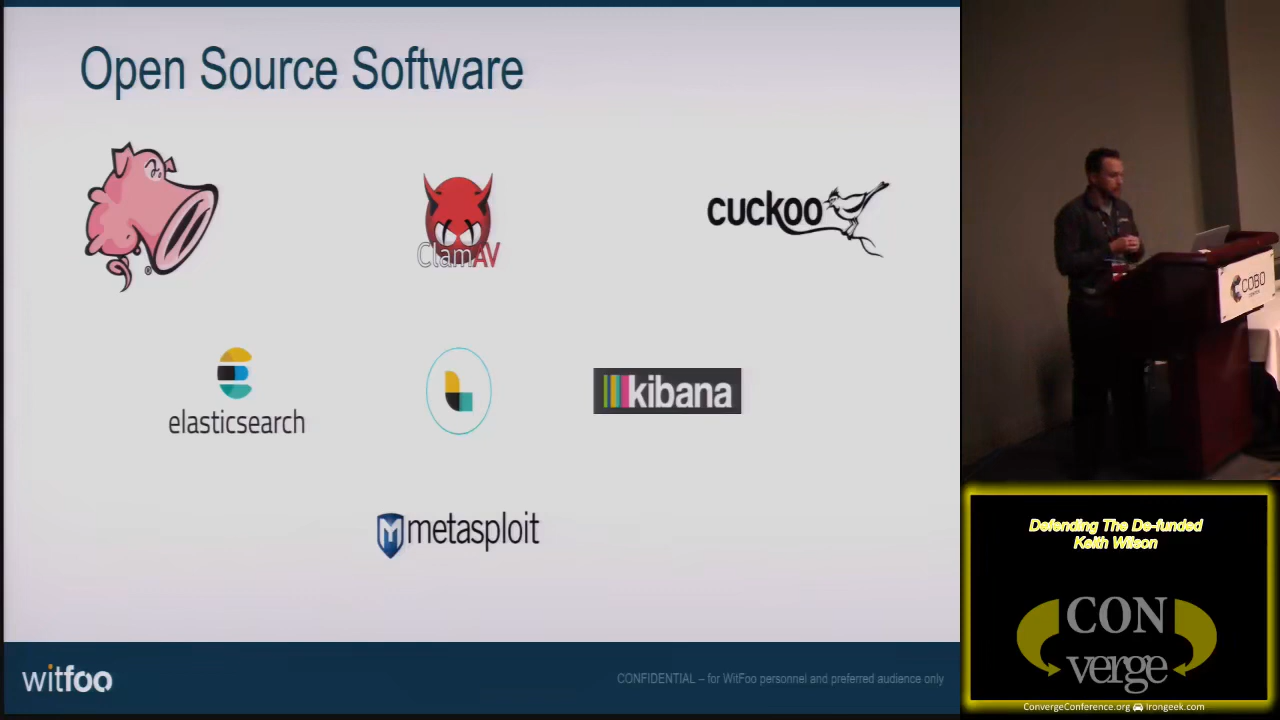 Open Source Software
ClamAV
cuckoo
elasticsearch
kibana
metasploit
witfoo
CONFIDENTIAL – for WitFoo personnel and preferred audience only
COBO
Defending The De-funded
Keith Wilson
CON
verge
ConvergeConference.org Irongeek.com